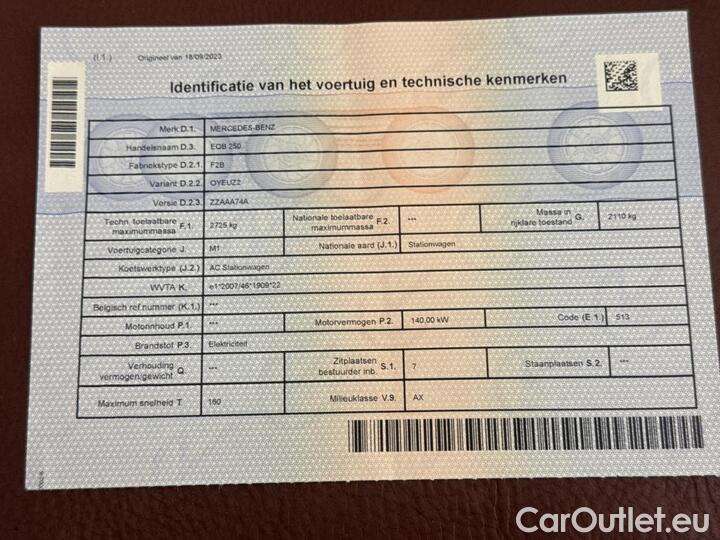 (I.1.) Origineel van 18/09/2023
Identificatie van het voertuig en technische kenmerken
Merk D.1. MERCEDES-BENZ
Handelsnaam D.3. EQB 250
Fabriekstype D.2.1. F2B
Variant D.2.2. OYEUZ2
Versie D.2.3. ZZAAA74A
Techn. toelaatbare maximummassa F.1. 2725 kg Nationale toelaatbare maximummassa F.2. *** Massa in rijklare toestand G. 2110 kg
Voertuigcategorie J. M1 Nationale aard (J.1.) Stationwagen
Koetswerktype (J.2.) AC Stationwagen
WVTA K. e1*2007/46*1909*22
Belgisch ref.nummer (K.1.) ***
Motorinhoud P.1. *** Motorvermogen P.2. 140,00 kW Code (E.1.) 513
Brandstof P.3. Elektriciteit
Verhouding vermogen/gewicht Q. *** Zitplaatsen bestuurder inb. S.1. 7 Staanplaatsen S.2. ***
Maximum snelheid T. 160 Milieuklasse V.9. AX
CarOutlet.eu